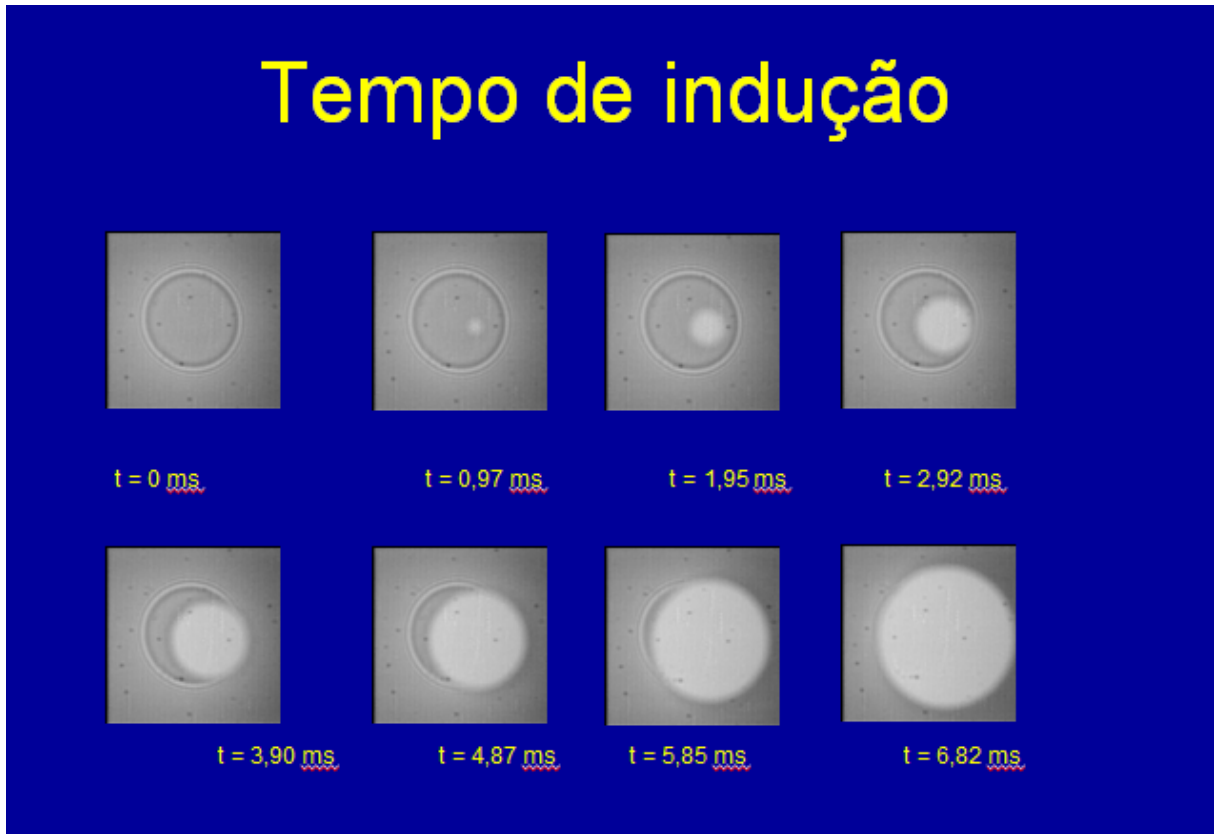 Tempo de indução
t = 0 ms
t = 0,97 ms
t = 1,95 ms
t = 2,92 ms
t = 3,90 ms
t = 4,87 ms
t = 5,85 ms
t = 6,82 ms